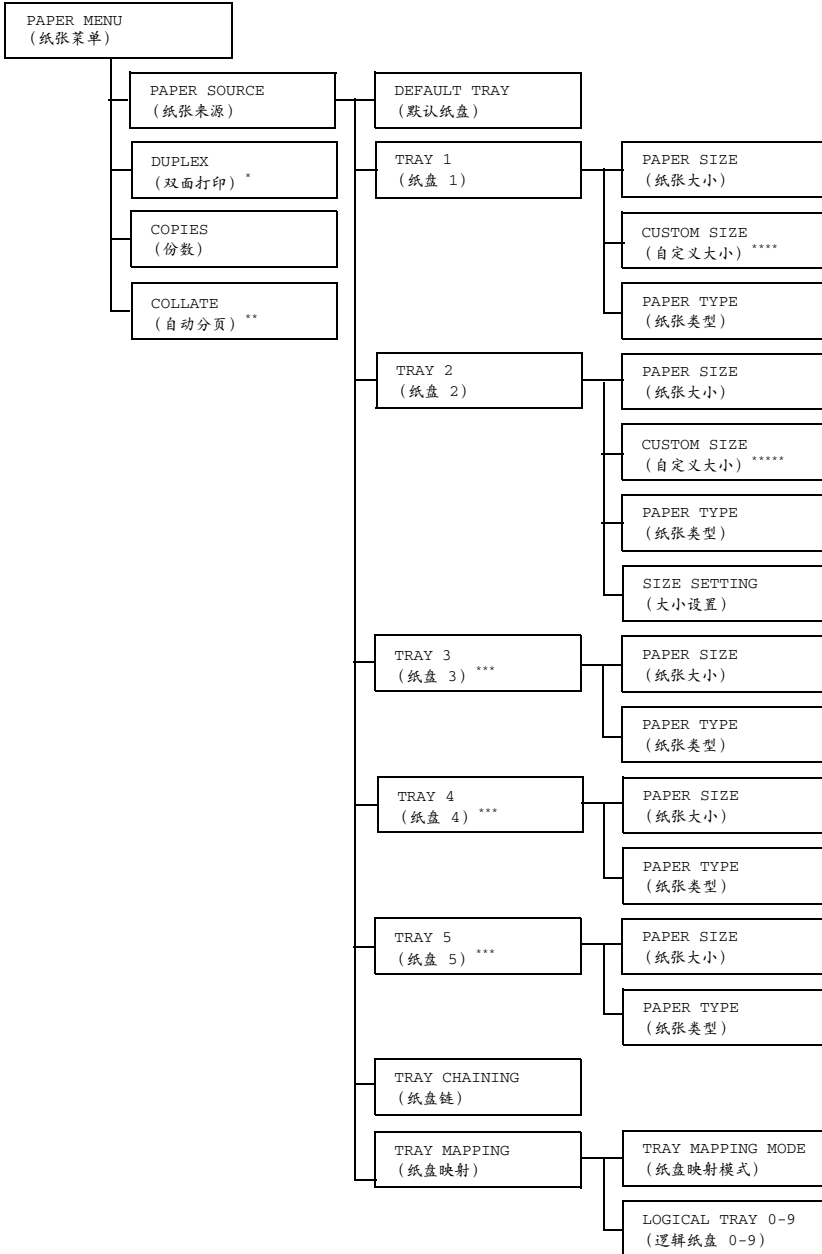 PAPER MENU
（纸张菜单）
PAPER SOURCE
（纸张来源）
DUPLEX
（双面打印）*
COPIES
（份数）
COLLATE
（自动分页）**
DEFAULT TRAY
（默认纸盘）
TRAY 1
（纸盘 1）
PAPER SIZE
（纸张大小）
CUSTOM SIZE
（自定义大小）****
PAPER TYPE
（纸张类型）
TRAY 2
（纸盘 2）
PAPER SIZE
（纸张大小）
CUSTOM SIZE
（自定义大小）*****
PAPER TYPE
（纸张类型）
SIZE SETTING
（大小设置）
TRAY 3
（纸盘 3）***
PAPER SIZE
（纸张大小）
PAPER TYPE
（纸张类型）
TRAY 4
（纸盘 4）***
PAPER SIZE
（纸张大小）
PAPER TYPE
（纸张类型）
TRAY 5
（纸盘 5）***
PAPER SIZE
（纸张大小）
PAPER TYPE
（纸张类型）
TRAY CHAINING
（纸盘链）
TRAY MAPPING
（纸盘映射）
TRAY MAPPING MODE
（纸盘映射模式）
LOGICAL TRAY 0-9
（逻辑纸盘 0-9）